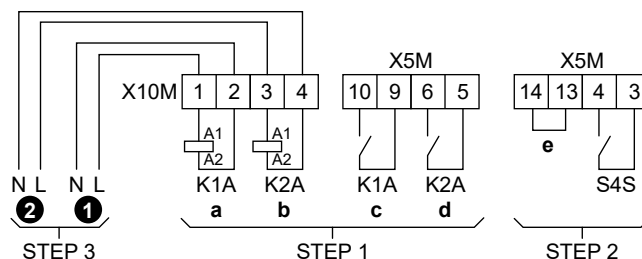 X5M X5M
X10M 1 2 3 4 10 9 6 5 14 13 4 3
A1 A1
A2 A2
e
N L N L K1A K2A K1A K2A S4S
2 1 a b c d
STEP 3 STEP 1 STEP 2